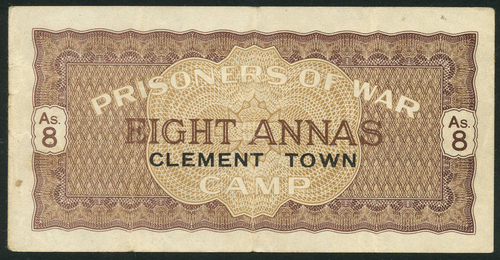 PRISONERS OF WAR
As. 8
EIGHT ANNAS
As. 8
CLEMENT TOWN
CAMP